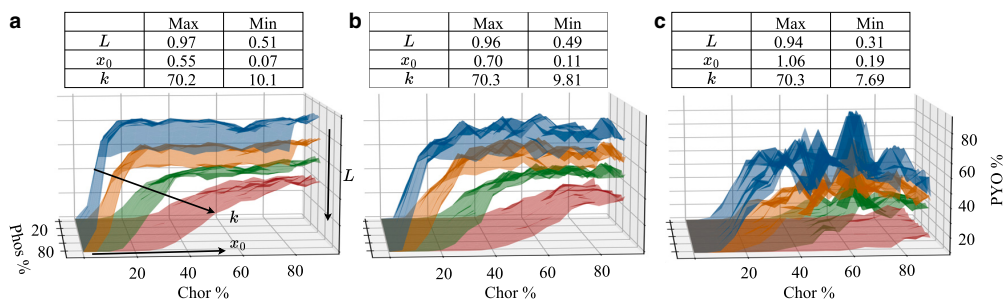 a
Max Min
L 0.97 0.51
x₀ 0.55 0.07
k 70.2 10.1
b
Max Min
L 0.96 0.49
x₀ 0.70 0.11
k 70.3 9.81
c
Max Min
L 0.94 0.31
x₀ 1.06 0.19
k 70.3 7.69
L
k
x₀
20
80
Phos %
20 40 60 80
Chor %
20 40 60 80
Chor %
20 40 60 80
Chor %
80
60
40
20
PYO %